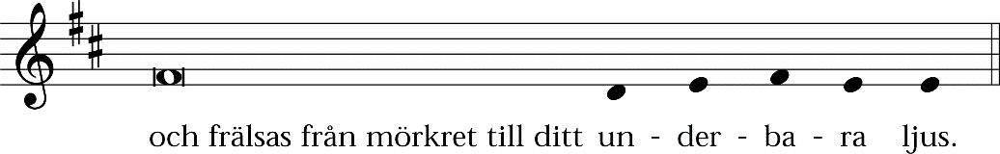 och frälsas från mörkret till ditt un - der - ba - ra ljus.